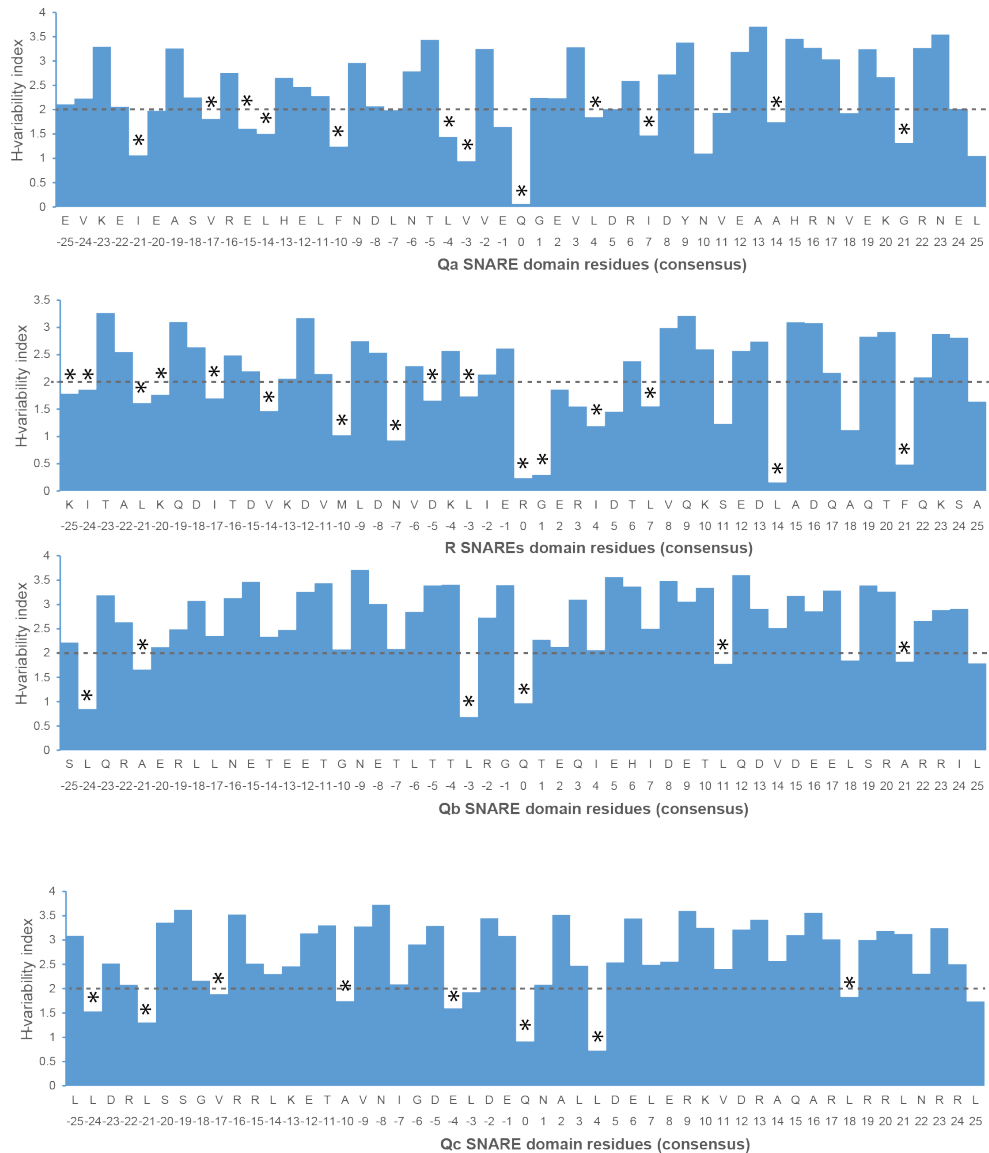 4
3.5
3
2.5
2
1.5
1
0.5
0
H-variability index
E V K E I E A S V R E L H E L F N D L N T L V V E Q G E V L D R I D Y N V E A A H R N V E K G R N E L
-25 -24 -23 -22 -21 -20 -19 -18 -17 -16 -15 -14 -13 -12 -11 -10 -9 -8 -7 -6 -5 -4 -3 -2 -1 0 1 2 3 4 5 6 7 8 9 10 11 12 13 14 15 16 17 18 19 20 21 22 23 24 25
Qa SNARE domain residues (consensus)
3.5
3
2.5
2
1.5
1
0.5
0
H-variability index
K I T A L K Q D I T D V K D V M L D N V D K L I E R G E R I D T L V Q K S E D L A D Q A Q T F Q K S A
-25 -24 -23 -22 -21 -20 -19 -18 -17 -16 -15 -14 -13 -12 -11 -10 -9 -8 -7 -6 -5 -4 -3 -2 -1 0 1 2 3 4 5 6 7 8 9 10 11 12 13 14 15 16 17 18 19 20 21 22 23 24 25
R SNAREs domain residues (consensus)
4
3.5
3
2.5
2
1.5
1
0.5
0
H-variability index
S L Q R A E R L L N E T E E T G N E T L T T L R G Q T E Q I E H I D E T L Q D V D E E L S R A R R I L
-25 -24 -23 -22 -21 -20 -19 -18 -17 -16 -15 -14 -13 -12 -11 -10 -9 -8 -7 -6 -5 -4 -3 -2 -1 0 1 2 3 4 5 6 7 8 9 10 11 12 13 14 15 16 17 18 19 20 21 22 23 24 25
Qb SNARE domain residues (consensus)
4
3.5
3
2.5
2
1.5
1
0.5
0
H-variability index
L L D R L S S G V R R L K E T A V N I G D E L D E Q N A L L D E L E R K V D R A Q A R L R R L N R R L
-25 -24 -23 -22 -21 -20 -19 -18 -17 -16 -15 -14 -13 -12 -11 -10 -9 -8 -7 -6 -5 -4 -3 -2 -1 0 1 2 3 4 5 6 7 8 9 10 11 12 13 14 15 16 17 18 19 20 21 22 23 24 25
Qc SNARE domain residues (consensus)